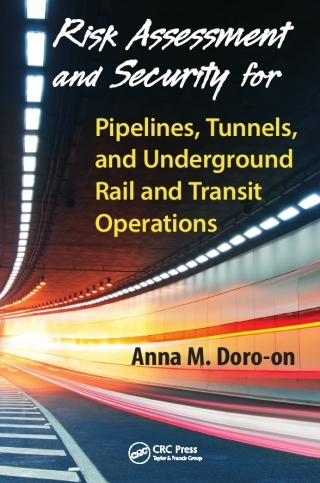 Risk Assessment
and Security for
Pipelines, Tunnels,
and Underground
Rail and Transit
Operations
Anna M. Doro-on
CRC
CRC Press
Taylor & Francis Group